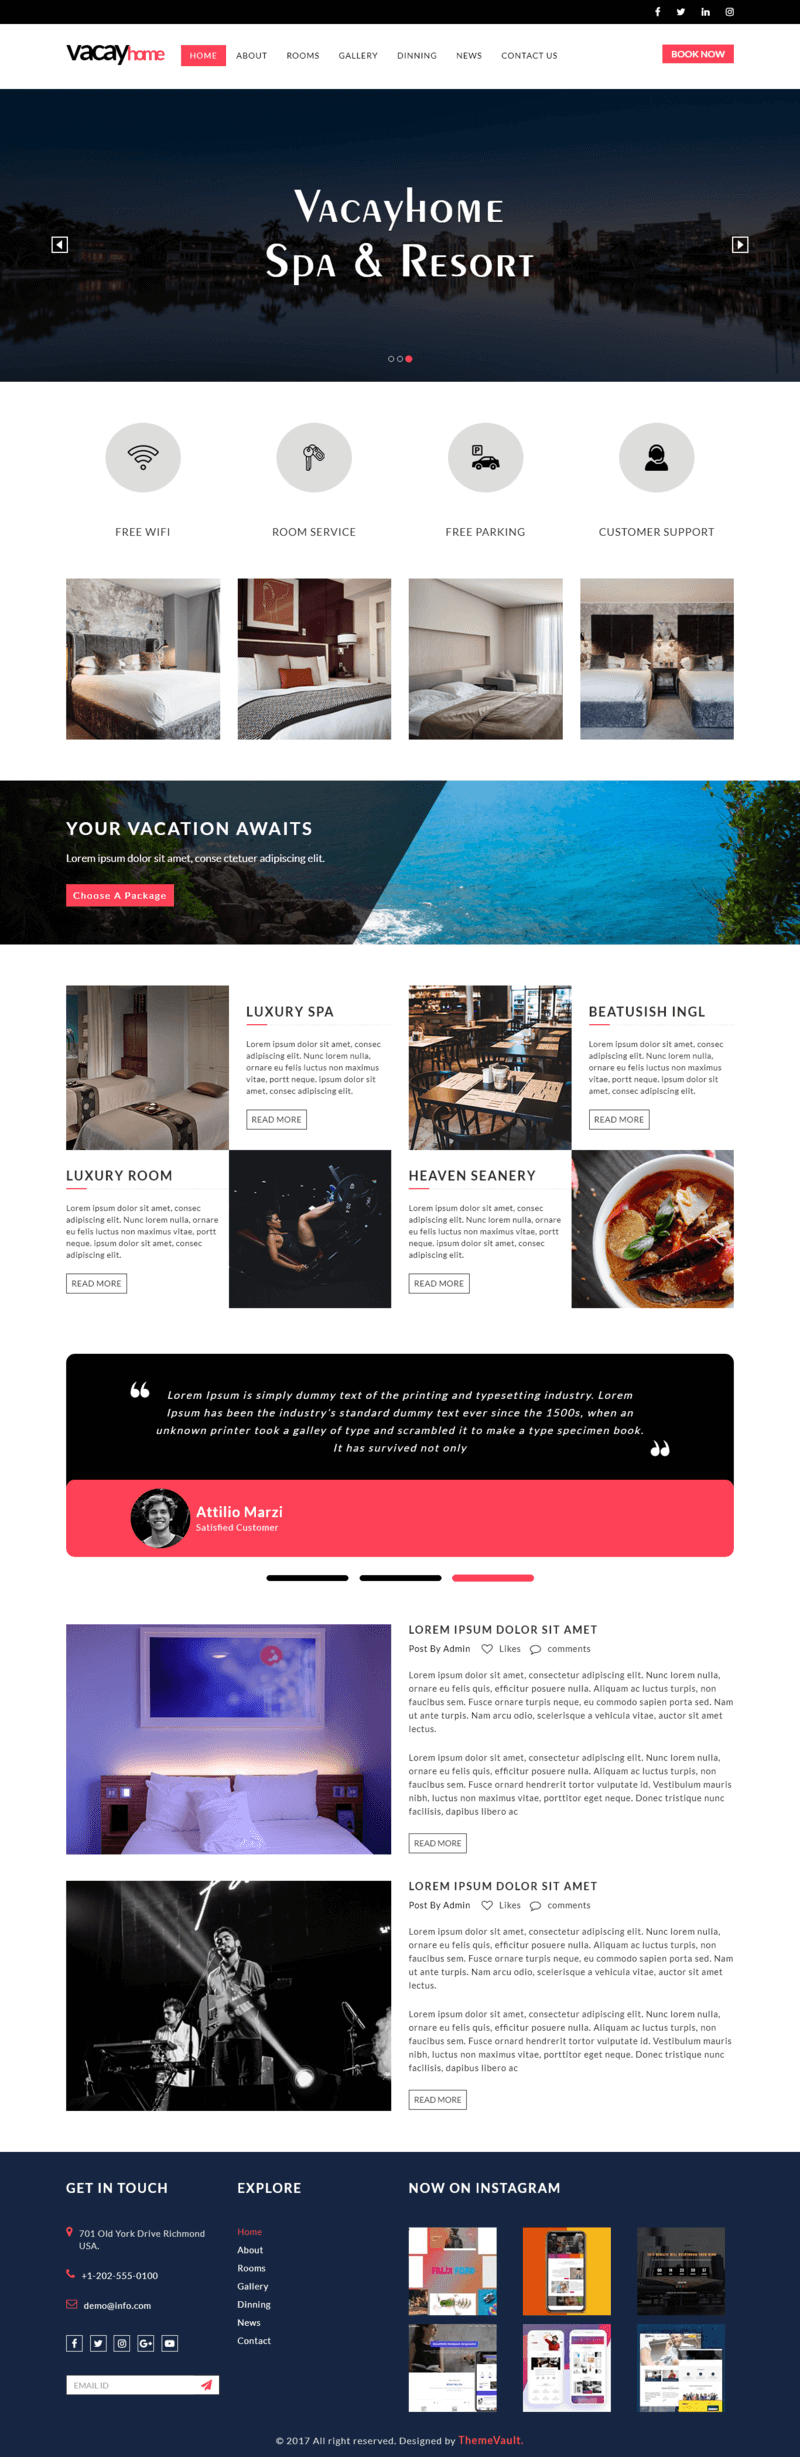 vacayhome
HOME
ABOUT
ROOMS
GALLERY
DINNING
NEWS
CONTACT US
BOOK NOW
Vacayhome
Spa & Resort
FREE WIFI
ROOM SERVICE
FREE PARKING
CUSTOMER SUPPORT
YOUR VACATION AWAITS
Lorem ipsum dolor sit amet, conse ctetuer adipiscing elit.
Choose A Package
LUXURY SPA
Lorem ipsum dolor sit amet, consec
adipiscing elit. Nunc lorem nulla,
ornare eu felis luctus non maximus
vitae, portt neque. ipsum dolor sit
amet, consec adipiscing elit.
READ MORE
BEATUSISH INGL
Lorem ipsum dolor sit amet, consec
adipiscing elit. Nunc lorem nulla,
ornare eu felis luctus non maximus
vitae, portt neque. ipsum dolor sit
amet, consec adipiscing elit.
READ MORE
LUXURY ROOM
Lorem ipsum dolor sit amet, consec
adipiscing elit. Nunc lorem nulla, ornare
eu felis luctus non maximus vitae, portt
neque. ipsum dolor sit amet, consec
adipiscing elit.
READ MORE
HEAVEN SEANERY
Lorem ipsum dolor sit amet, consec
adipiscing elit. Nunc lorem nulla, ornare
eu felis luctus non maximus vitae, portt
neque. ipsum dolor sit amet, consec
adipiscing elit.
READ MORE
Lorem Ipsum is simply dummy text of the printing and typesetting industry. Lorem
Ipsum has been the industry's standard dummy text ever since the 1500s, when an
unknown printer took a galley of type and scrambled it to make a type specimen book.
It has survived not only
Attilio Marzi
Satisfied Customer
LOREM IPSUM DOLOR SIT AMET
Post By Admin Likes comments
Lorem ipsum dolor sit amet, consectetur adipiscing elit. Nunc lorem nulla,
ornare eu felis quis, efficitur posuere nulla. Aliquam ac luctus turpis, non
faucibus sem. Fusce ornare turpis neque, eu commodo sapien porta sed. Nam
ut ante turpis. Nam arcu odio, scelerisque a vehicula vitae, auctor sit amet
lectus.
Lorem ipsum dolor sit amet, consectetur adipiscing elit. Nunc lorem nulla,
ornare eu felis quis, efficitur posuere nulla. Aliquam ac luctus turpis, non
faucibus sem. Fusce ornard hendrerit tortor vulputate id. Vestibulum mauris
nibh, luctus non maximus vitae, porttitor eget neque. Donec tristique nunc
facilisis, dapibus libero ac
READ MORE
LOREM IPSUM DOLOR SIT AMET
Post By Admin Likes comments
Lorem ipsum dolor sit amet, consectetur adipiscing elit. Nunc lorem nulla,
ornare eu felis quis, efficitur posuere nulla. Aliquam ac luctus turpis, non
faucibus sem. Fusce ornare turpis neque, eu commodo sapien porta sed. Nam
ut ante turpis. Nam arcu odio, scelerisque a vehicula vitae, auctor sit amet
lectus.
Lorem ipsum dolor sit amet, consectetur adipiscing elit. Nunc lorem nulla,
ornare eu felis quis, efficitur posuere nulla. Aliquam ac luctus turpis, non
faucibus sem. Fusce ornard hendrerit tortor vulputate id. Vestibulum mauris
nibh, luctus non maximus vitae, porttitor eget neque. Donec tristique nunc
facilisis, dapibus libero ac
READ MORE
GET IN TOUCH
701 Old York Drive Richmond
USA.
+1-202-555-0100
demo@info.com
EMAIL ID
EXPLORE
Home
About
Rooms
Gallery
Dinning
News
Contact
NOW ON INSTAGRAM
© 2017 All right reserved. Designed by ThemeVault.